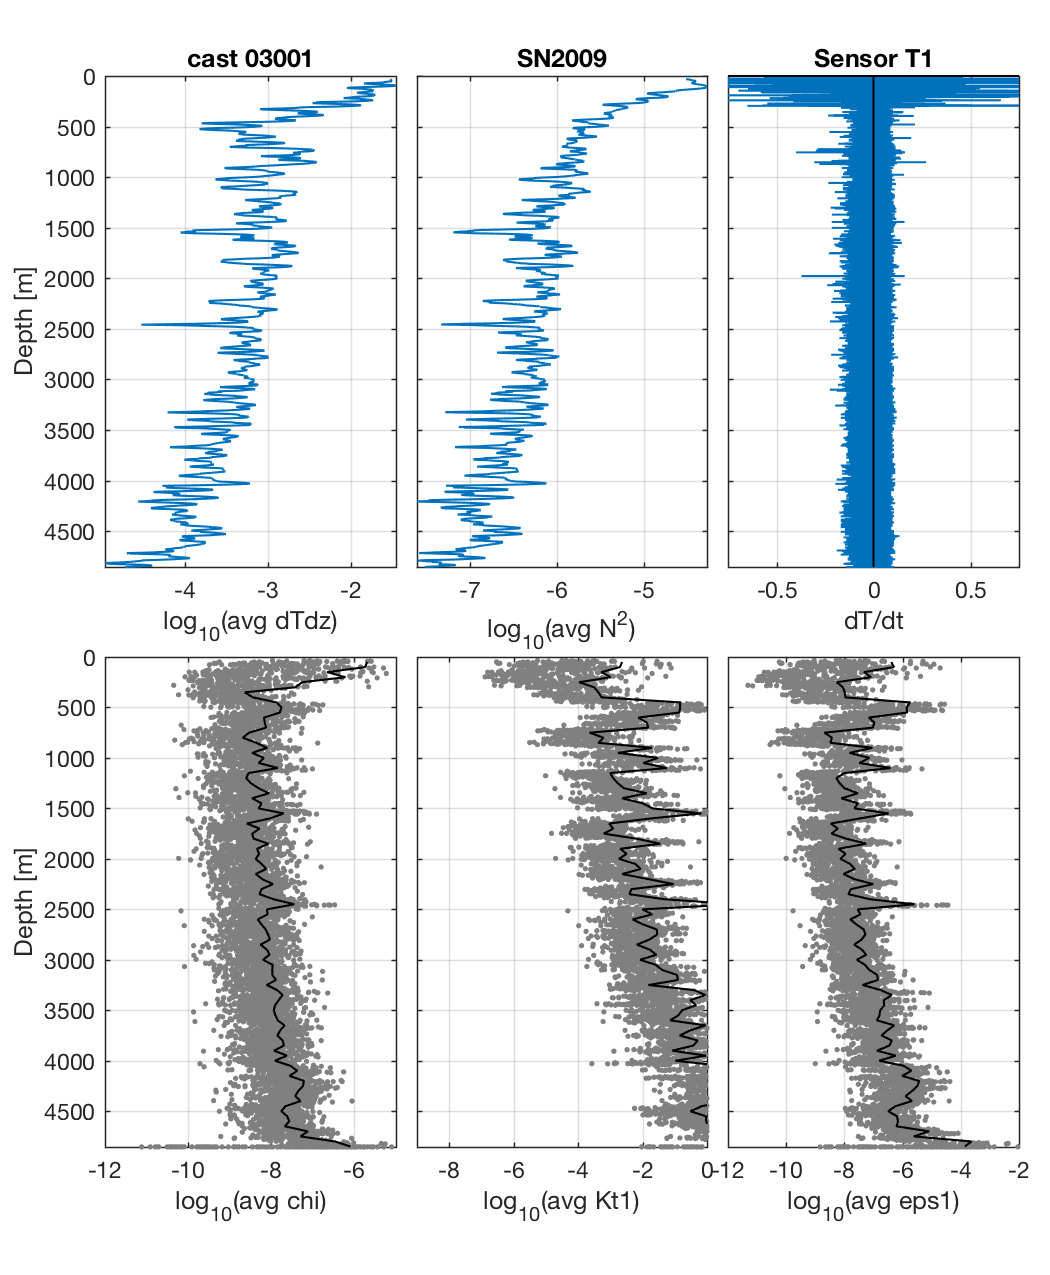 cast 03001 SN2009 Sensor T1
0
500
1000
1500
2000
2500
3000
3500
4000
4500
Depth [m]
-4 -3 -2 -7 -6 -5 -0.5 0 0.5
log10(avg dTdz) log10(avg N2) dT/dt
0
500
1000
1500
2000
2500
3000
3500
4000
4500
Depth [m]
-12 -10 -8 -6 -8 -6 -4 -2 0 -12 -10 -8 -6 -4 -2
log10(avg chi) log10(avg Kt1) log10(avg eps1)